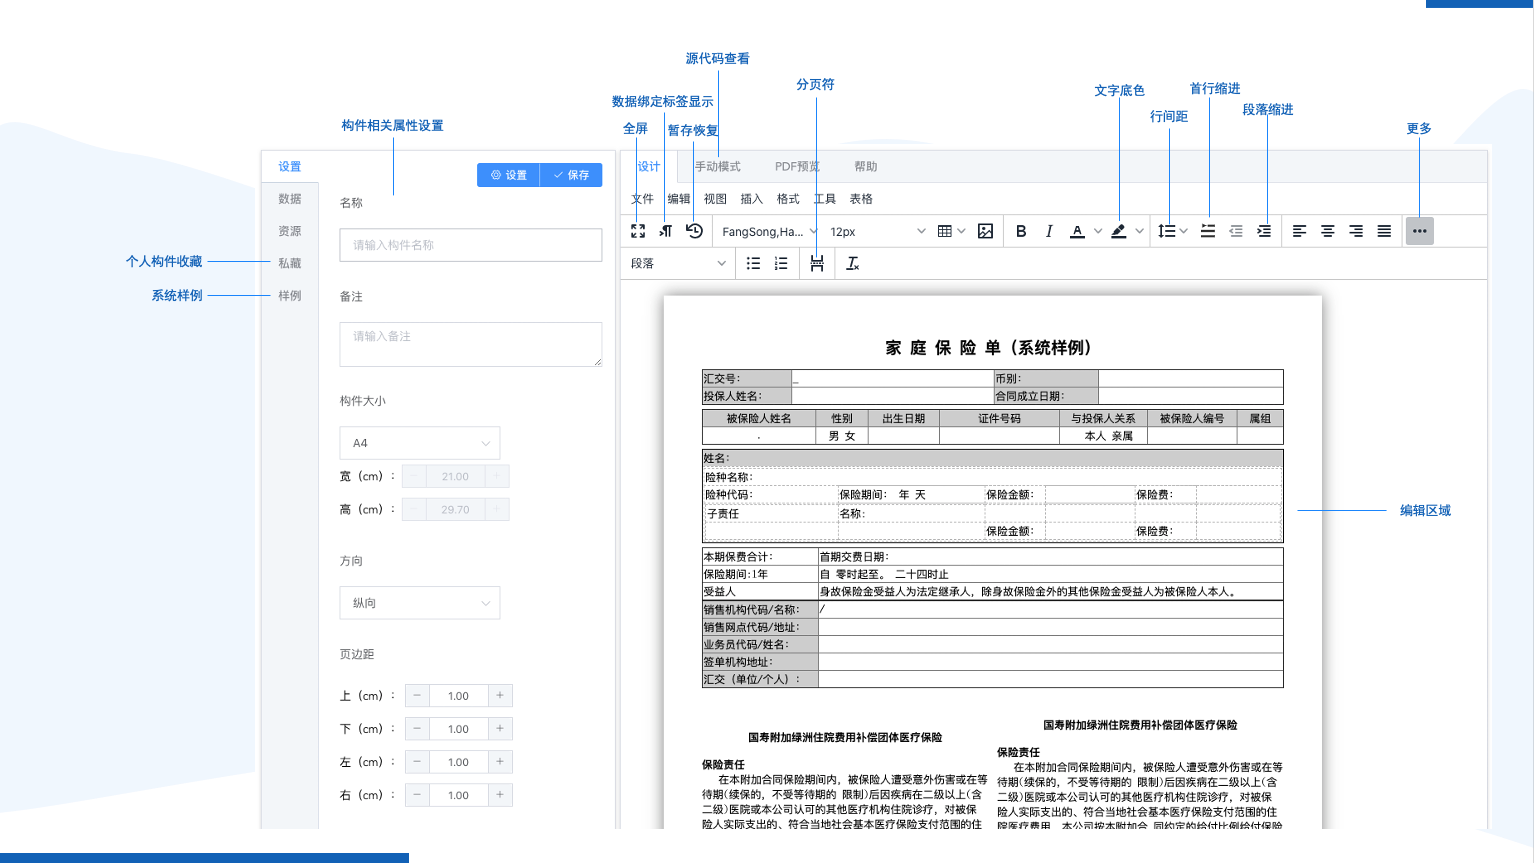 源代码查看
分页符
文字底色
首行缩进
数据绑定标签显示
段落缩进
行间距
构件相关属性设置
全屏
暂存恢复
更多
设置
设置
保存
设计
手动模式
PDF预览
帮助
数据
名称
文件
编辑
视图
插入
格式
工具
表格
资源
FangSong,Ha...
12px
B
I
A
请输入构件名称
个人构件收藏
私藏
段落
系统样例
样例
备注
请输入备注
家 庭 保 险 单（系统样例）
汇交号：
_
币别：
投保人姓名：
合同成立日期：
构件大小
被保险人姓名
性别
出生日期
证件号码
与投保人关系
被保险人编号
属组
.
男 女
本人 亲属
A4
姓名：
宽（cm）：
21.00
险种名称：
险种代码：
保险期间： 年 天
保险金额：
保险费：
高（cm）：
29.70
子责任
名称：
编辑区域
保险金额：
保险费：
方向
本期保费合计：
首期交费日期：
保险期间:1年
自 零时起至。 二十四时止
受益人
身故保险金受益人为法定继承人，除身故保险金外的其他保险金受益人为被保险人本人。
纵向
销售机构代码/名称：
/
销售网点代码/地址：
业务员代码/姓名：
页边距
签单机构地址：
汇交（单位/个人）：
上（cm）：
1.00
下（cm）：
1.00
左（cm）：
1.00
右（cm）：
1.00
国寿附加绿洲住院费用补偿团体医疗保险
保险责任
在本附加合同保险期间内，被保险人遭受意外伤害或在等
待期(续保的，不受等待期的 限制)后因疾病在二级以上(含
二级)医院或本公司认可的其他医疗机构住院诊疗，对被保
险人实际支出的、符合当地社会基本医疗保险支付范围的住
国寿附加绿洲住院费用补偿团体医疗保险
保险责任
在本附加合同保险期间内，被保险人遭受意外伤害或在等
待期(续保的，不受等待期的 限制)后因疾病在二级以上(含
二级)医院或本公司认可的其他医疗机构住院诊疗，对被保
险人实际支出的、符合当地社会基本医疗保险支付范围的住
院医疗费用，本公司按本附加合 同约定的给付比例给付保险